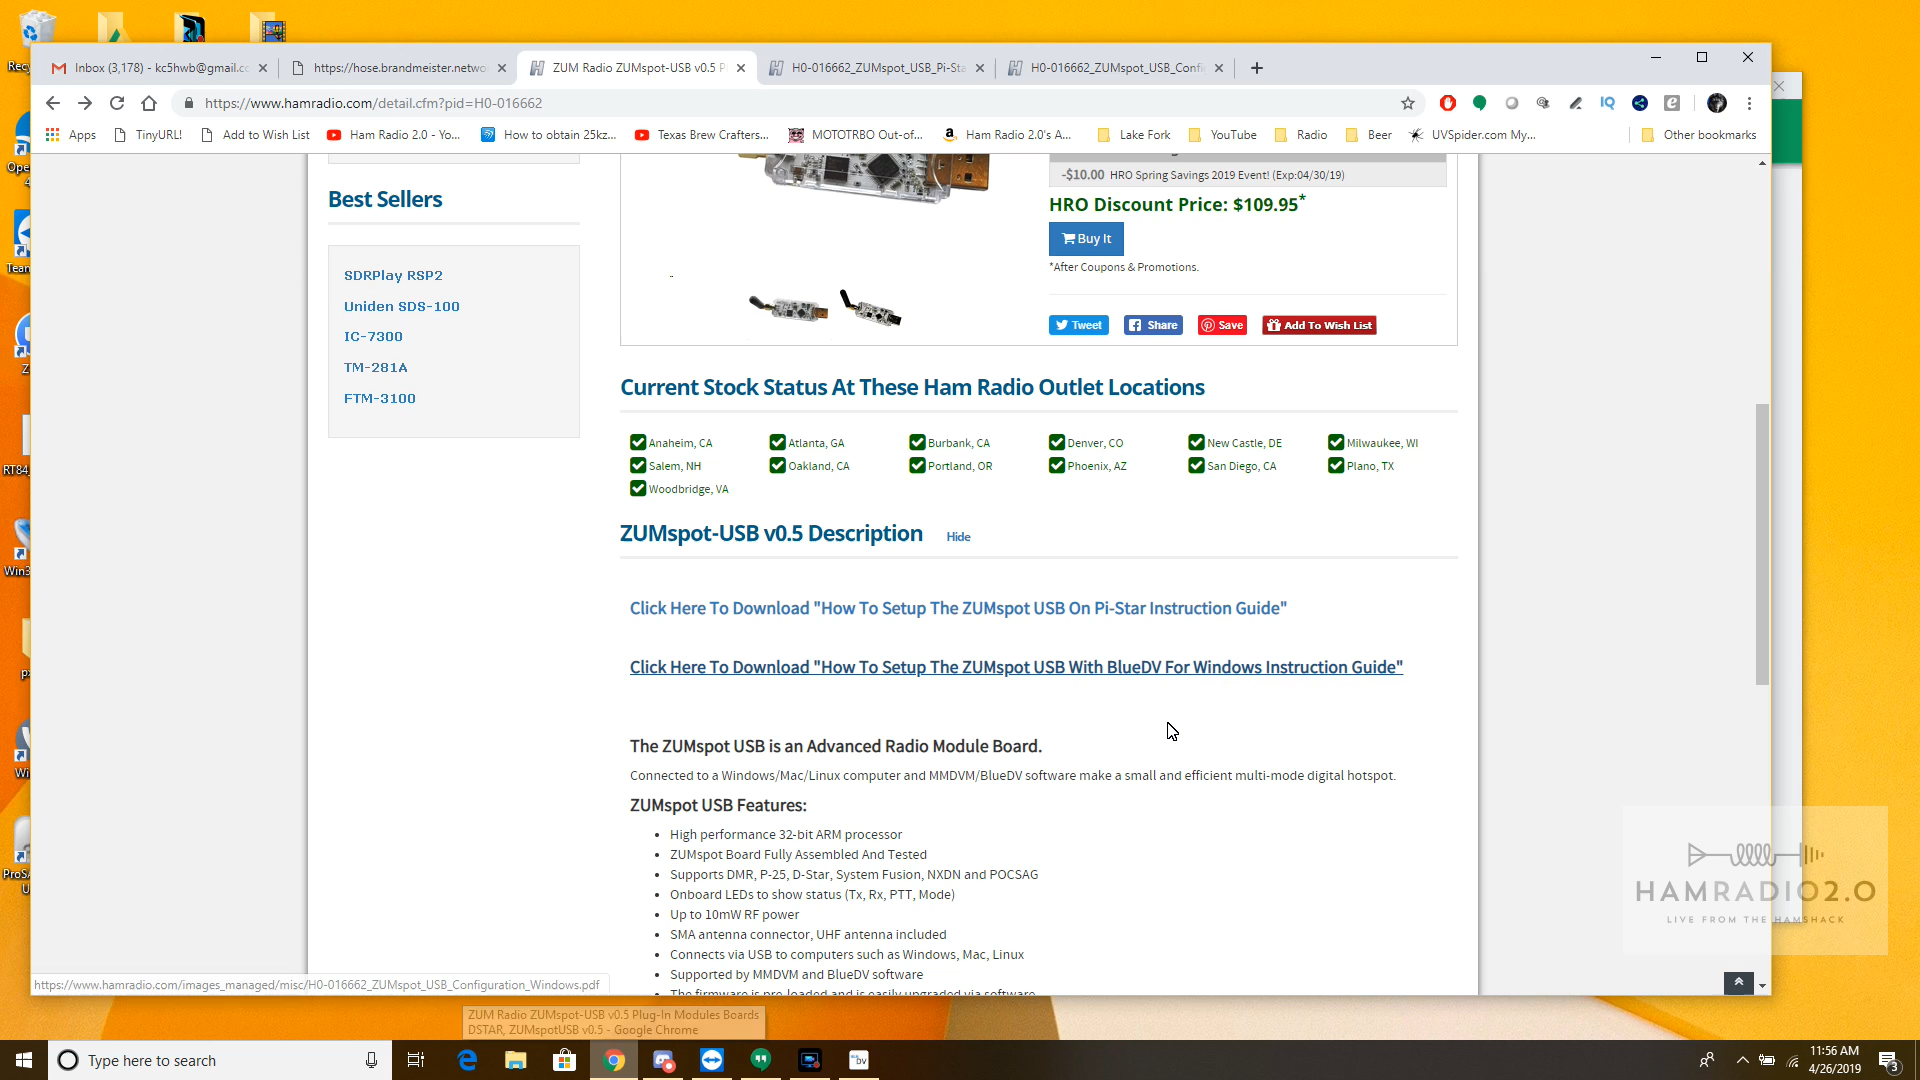 Inbox (3,178) - kc5hwb@gmail.c
https://hose.brandmeister.netwo
ZUM Radio ZUMspot-USB v0.5 P
H0-016662_ZUMspot_USB_Pi-Sta
H0-016662_ZUMspot_USB_Confi
https://www.hamradio.com/detail.cfm?pid=H0-016662
Apps
TinyURL!
Add to Wish List
Ham Radio 2.0 - Yo...
How to obtain 25kz...
Texas Brew Crafters...
MOTOTRBO Out-of...
Ham Radio 2.0's A...
Lake Fork
YouTube
Radio
Beer
UVSpider.com My...
Other bookmarks
Best Sellers
SDRPlay RSP2
Uniden SDS-100
IC-7300
TM-281A
FTM-3100
-$10.00 HRO Spring Savings 2019 Event! (Exp:04/30/19)
HRO Discount Price: $109.95*
Buy It
*After Coupons & Promotions.
Tweet
Share
Save
Add To Wish List
Current Stock Status At These Ham Radio Outlet Locations
Anaheim, CA Atlanta, GA Burbank, CA Denver, CO New Castle, DE Milwaukee, WI
Salem, NH Oakland, CA Portland, OR Phoenix, AZ San Diego, CA Plano, TX
Woodbridge, VA
ZUMspot-USB v0.5 Description Hide
Click Here To Download "How To Setup The ZUMspot USB On Pi-Star Instruction Guide"
Click Here To Download "How To Setup The ZUMspot USB With BlueDV For Windows Instruction Guide"
The ZUMspot USB is an Advanced Radio Module Board.
Connected to a Windows/Mac/Linux computer and MMDVM/BlueDV software make a small and efficient multi-mode digital hotspot.
ZUMspot USB Features:
High performance 32-bit ARM processor
ZUMspot Board Fully Assembled And Tested
Supports DMR, P-25, D-Star, System Fusion, NXDN and POCSAG
Onboard LEDs to show status (Tx, Rx, PTT, Mode)
Up to 10mW RF power
SMA antenna connector, UHF antenna included
Connects via USB to computers such as Windows, Mac, Linux
Supported by MMDVM and BlueDV software
The firmware is pre-loaded and is easily upgraded via software
https://www.hamradio.com/images_managed/misc/H0-016662_ZUMspot_USB_Configuration_Windows.pdf
HAMRADIO2.0
LIVE FROM THE HAMSHACK
ZUM Radio ZUMspot-USB v0.5 Plug-In Modules Boards
DSTAR, ZUMspotUSB v0.5 - Google Chrome
Type here to search
11:56 AM
4/26/2019
3